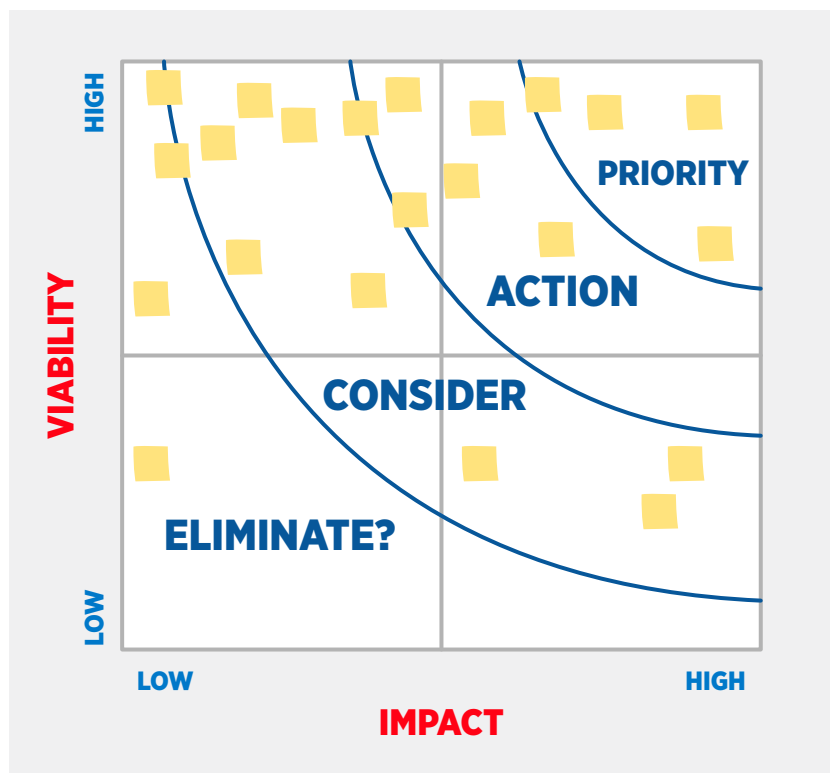 HIGH
PRIORITY
VIABILITY
ACTION
CONSIDER
ELIMINATE?
LOW
LOW
HIGH
IMPACT